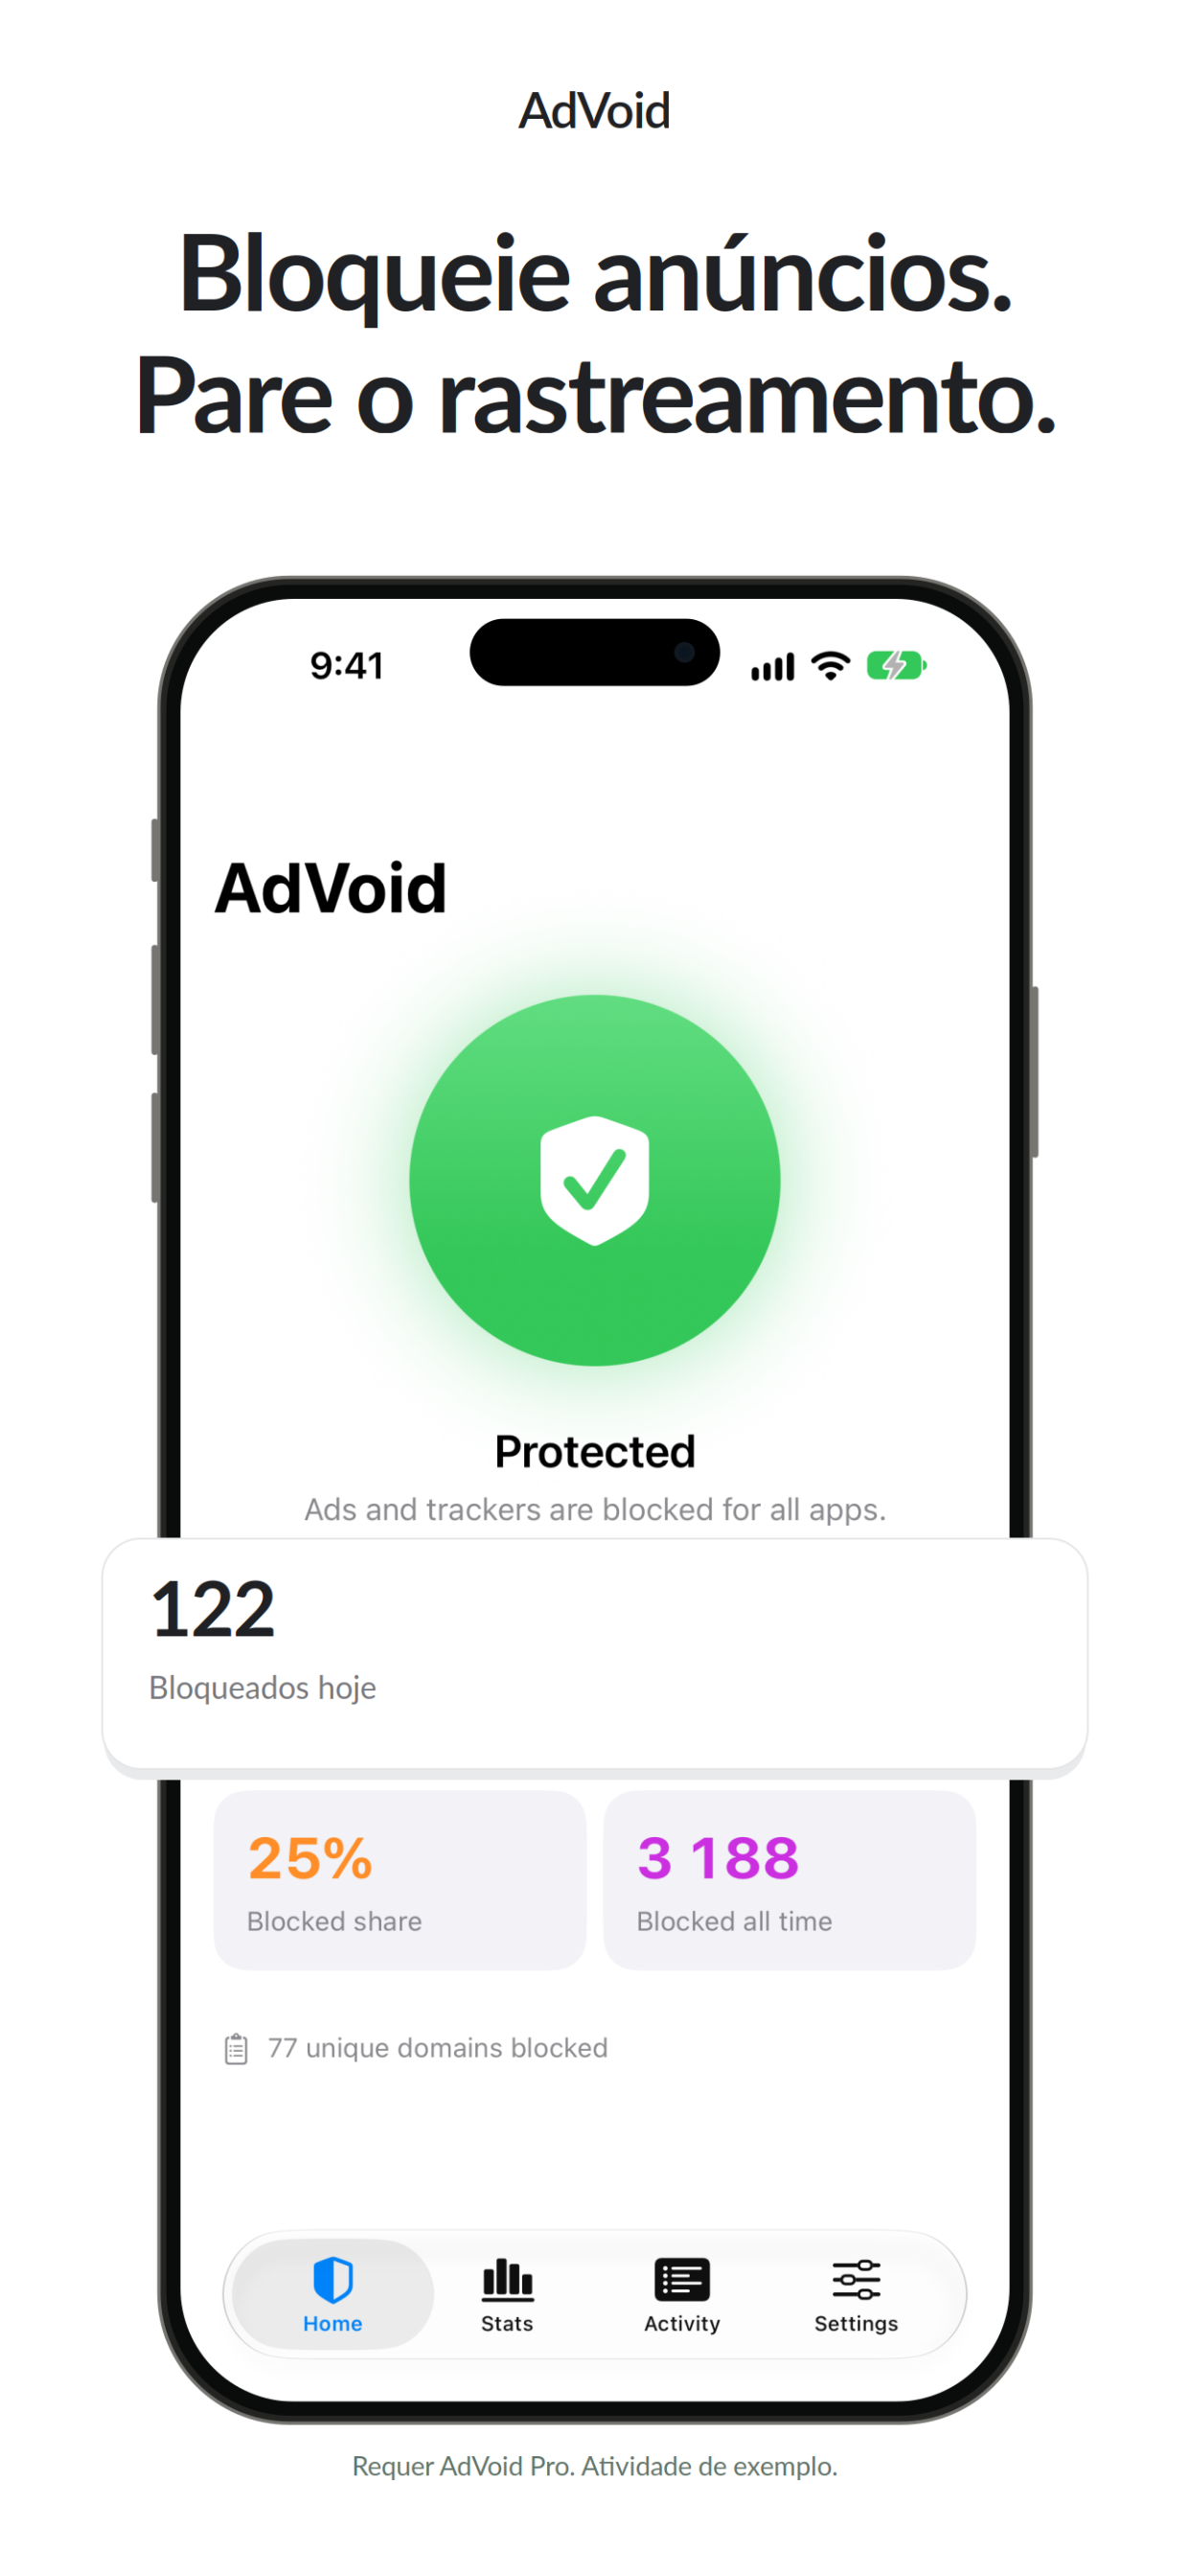 AdVoid
Bloqueie anúncios.
Pare o rastreamento.
9:41
AdVoid
Protected
Ads and trackers are blocked for all apps.
122
Bloqueados hoje
25%
Blocked share
3 188
Blocked all time
77 unique domains blocked
Home
Stats
Activity
Settings
Requer AdVoid Pro. Atividade de exemplo.